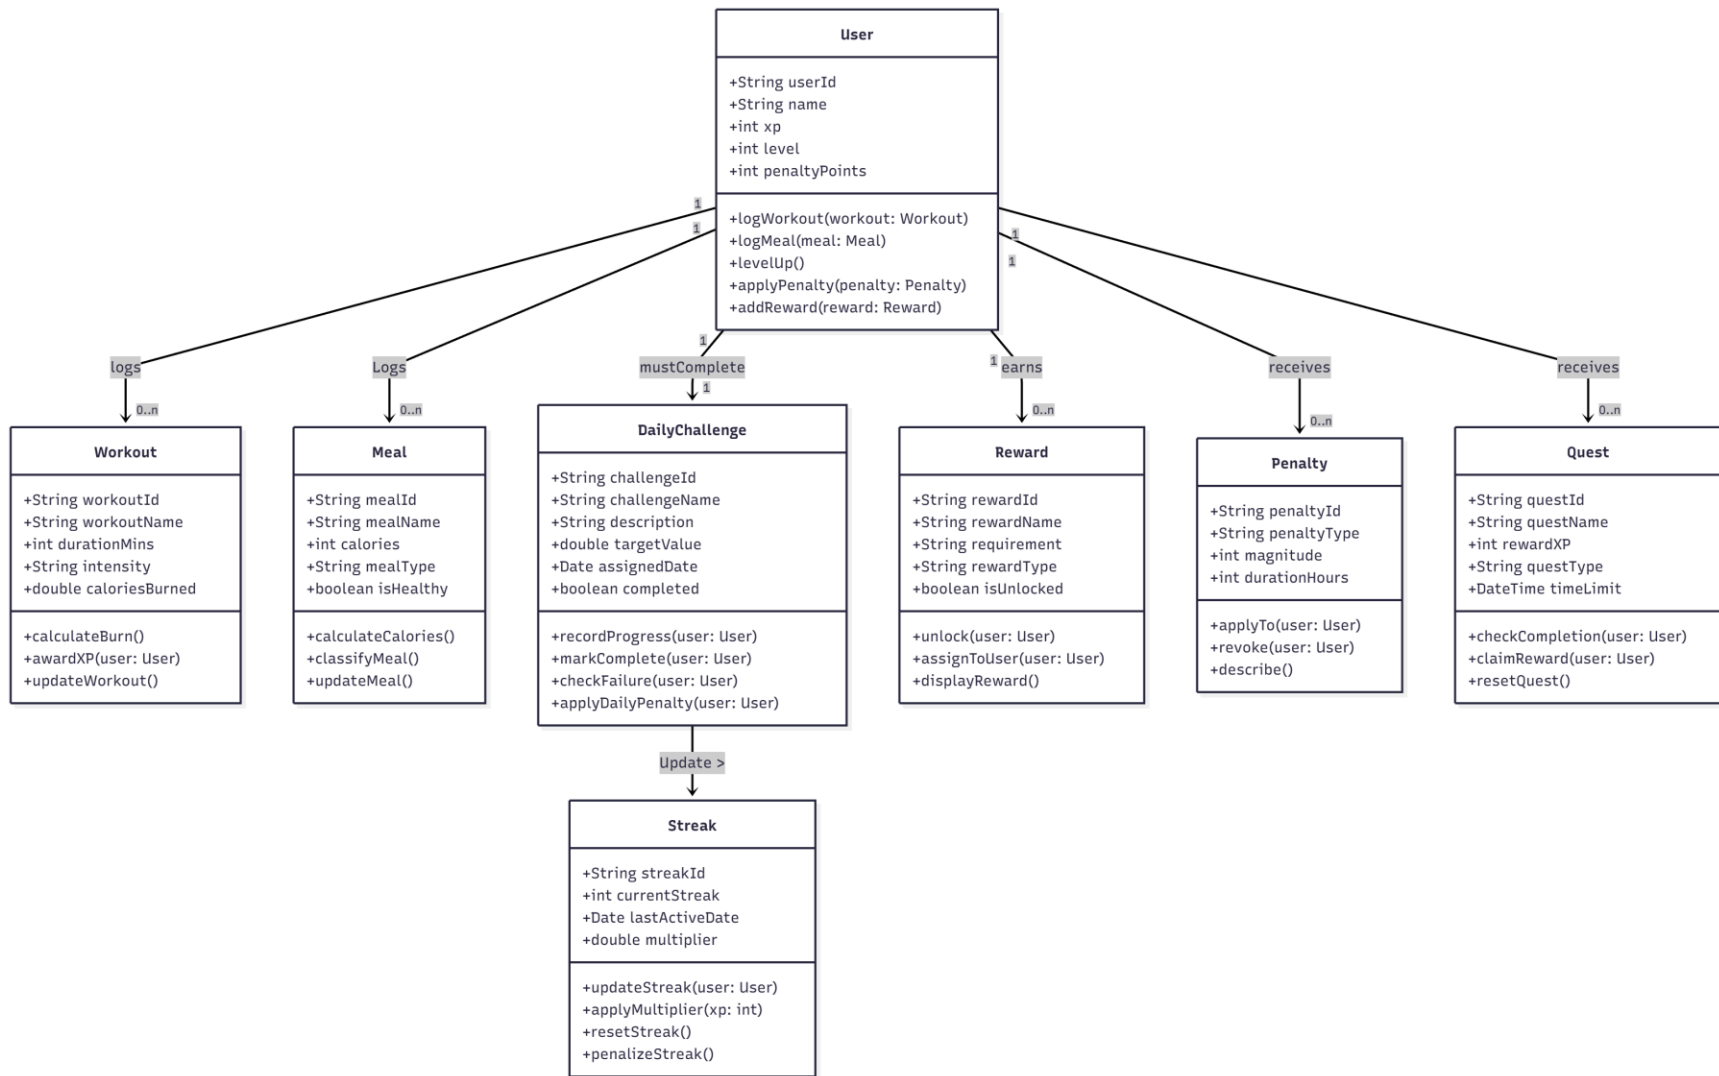 User
+String userId
+String name
+int xp
+int level
+int penaltyPoints
+logWorkout(workout: Workout)
+logMeal(meal: Meal)
+levelUp()
+applyPenalty(penalty: Penalty)
+addReward(reward: Reward)
1
1
1
1
1
1
logs
Logs
mustComplete
earns
receives
receives
0..n
0..n
1
0..n
0..n
0..n
Workout
+String workoutId
+String workoutName
+int durationMins
+String intensity
+double caloriesBurned
+calculateBurn()
+awardXP(user: User)
+updateWorkout()
Meal
+String mealId
+String mealName
+int calories
+String mealType
+boolean isHealthy
+calculateCalories()
+classifyMeal()
+updateMeal()
DailyChallenge
+String challengeId
+String challengeName
+String description
+double targetValue
+Date assignedDate
+boolean completed
+recordProgress(user: User)
+markComplete(user: User)
+checkFailure(user: User)
+applyDailyPenalty(user: User)
Reward
+String rewardId
+String rewardName
+String requirement
+String rewardType
+boolean isUnlocked
+unlock(user: User)
+assignToUser(user: User)
+displayReward()
Penalty
+String penaltyId
+String penaltyType
+int magnitude
+int durationHours
+applyTo(user: User)
+revoke(user: User)
+describe()
Quest
+String questId
+String questName
+int rewardXP
+String questType
+DateTime timeLimit
+checkCompletion(user: User)
+claimReward(user: User)
+resetQuest()
Update >
Streak
+String streakId
+int currentStreak
+Date lastActiveDate
+double multiplier
+updateStreak(user: User)
+applyMultiplier(xp: int)
+resetStreak()
+penalizeStreak()